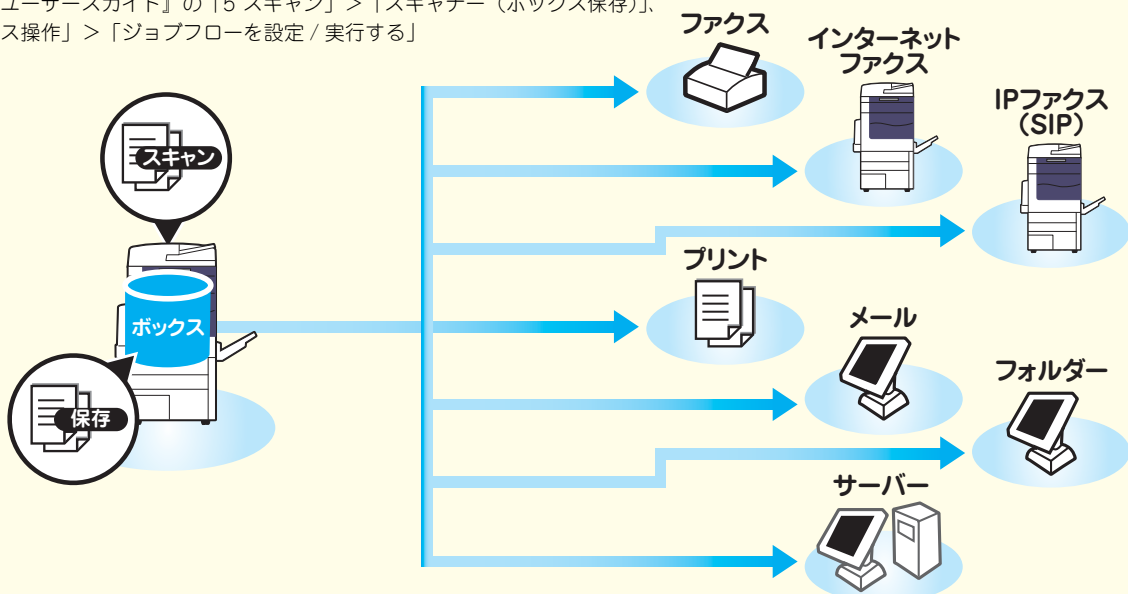 ユーザーズガイド』の「5 スキャン」>「スキャナー（ボックス保存）」、
ス操作」>「ジョブフローを設定 / 実行する」
ファクス
インターネット
ファクス
IPファクス
（SIP）
スキャン
プリント
ボックス
メール
フォルダー
保存
サーバー